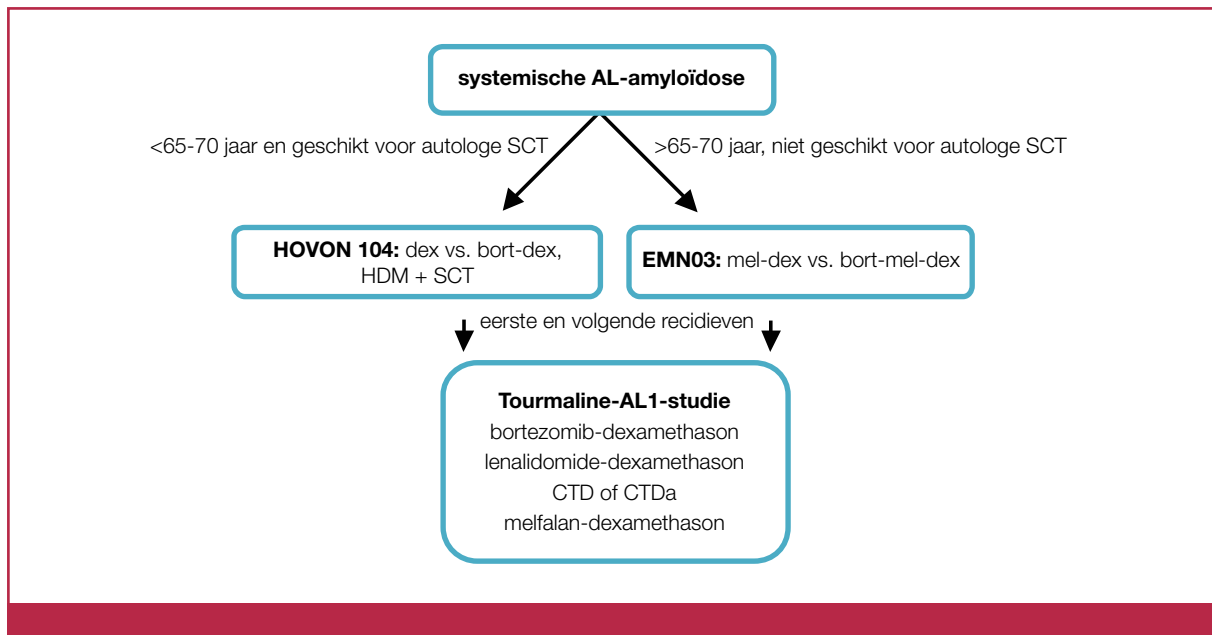 systemische AL-amyloïdose
<65-70 jaar en geschikt voor autologe SCT
>65-70 jaar, niet geschikt voor autologe SCT
HOVON 104: dex vs. bort-dex,
HDM + SCT
EMN03: mel-dex vs. bort-mel-dex
eerste en volgende recidieven
Tourmaline-AL1-studie
bortezomib-dexamethason
lenalidomide-dexamethason
CTD of CTDa
melfalan-dexamethason